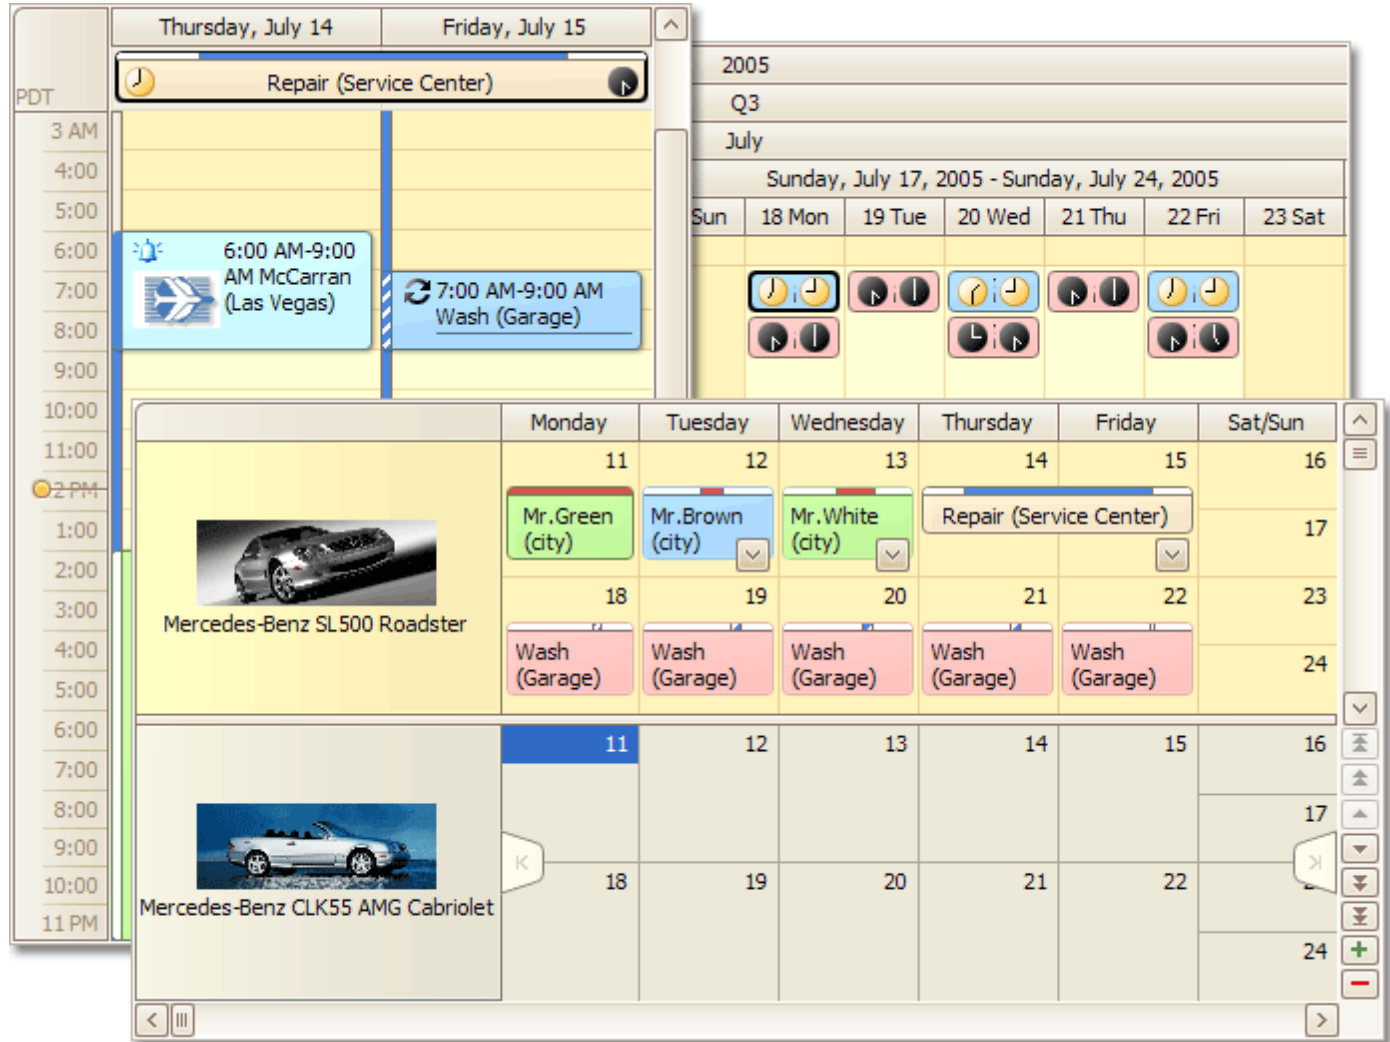 Thursday, July 14
Friday, July 15
PDT
Repair (Service Center)
3 AM
4:00
5:00
6:00
7:00
8:00
9:00
10:00
11:00
2 PM
1:00
2:00
3:00
4:00
5:00
6:00
7:00
8:00
9:00
10:00
11 PM
6:00 AM-9:00
AM McCarran
(Las Vegas)
7:00 AM-9:00 AM
Wash (Garage)
2005
Q3
July
Sunday, July 17, 2005 - Sunday, July 24, 2005
Sun 18 Mon 19 Tue 20 Wed 21 Thu 22 Fri 23 Sat
Monday Tuesday Wednesday Thursday Friday Sat/Sun
11 12 13 14 15 16
Mr.Green
(city)
Mr.Brown
(city)
Mr.White
(city)
Repair (Service Center)
17
Mercedes-Benz SL500 Roadster
18 19 20 21 22 23
Wash
(Garage)
Wash
(Garage)
Wash
(Garage)
Wash
(Garage)
Wash
(Garage)
24
11 12 13 14 15 16
17
Mercedes-Benz CLK55 AMG Cabriolet
18 19 20 21 22
24